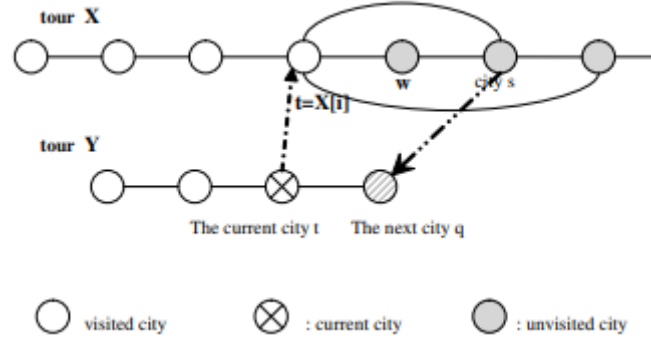 tour X
w
city s
t=X[i]
tour Y
The current city t
The next city q
visited city
: current city
: unvisited city